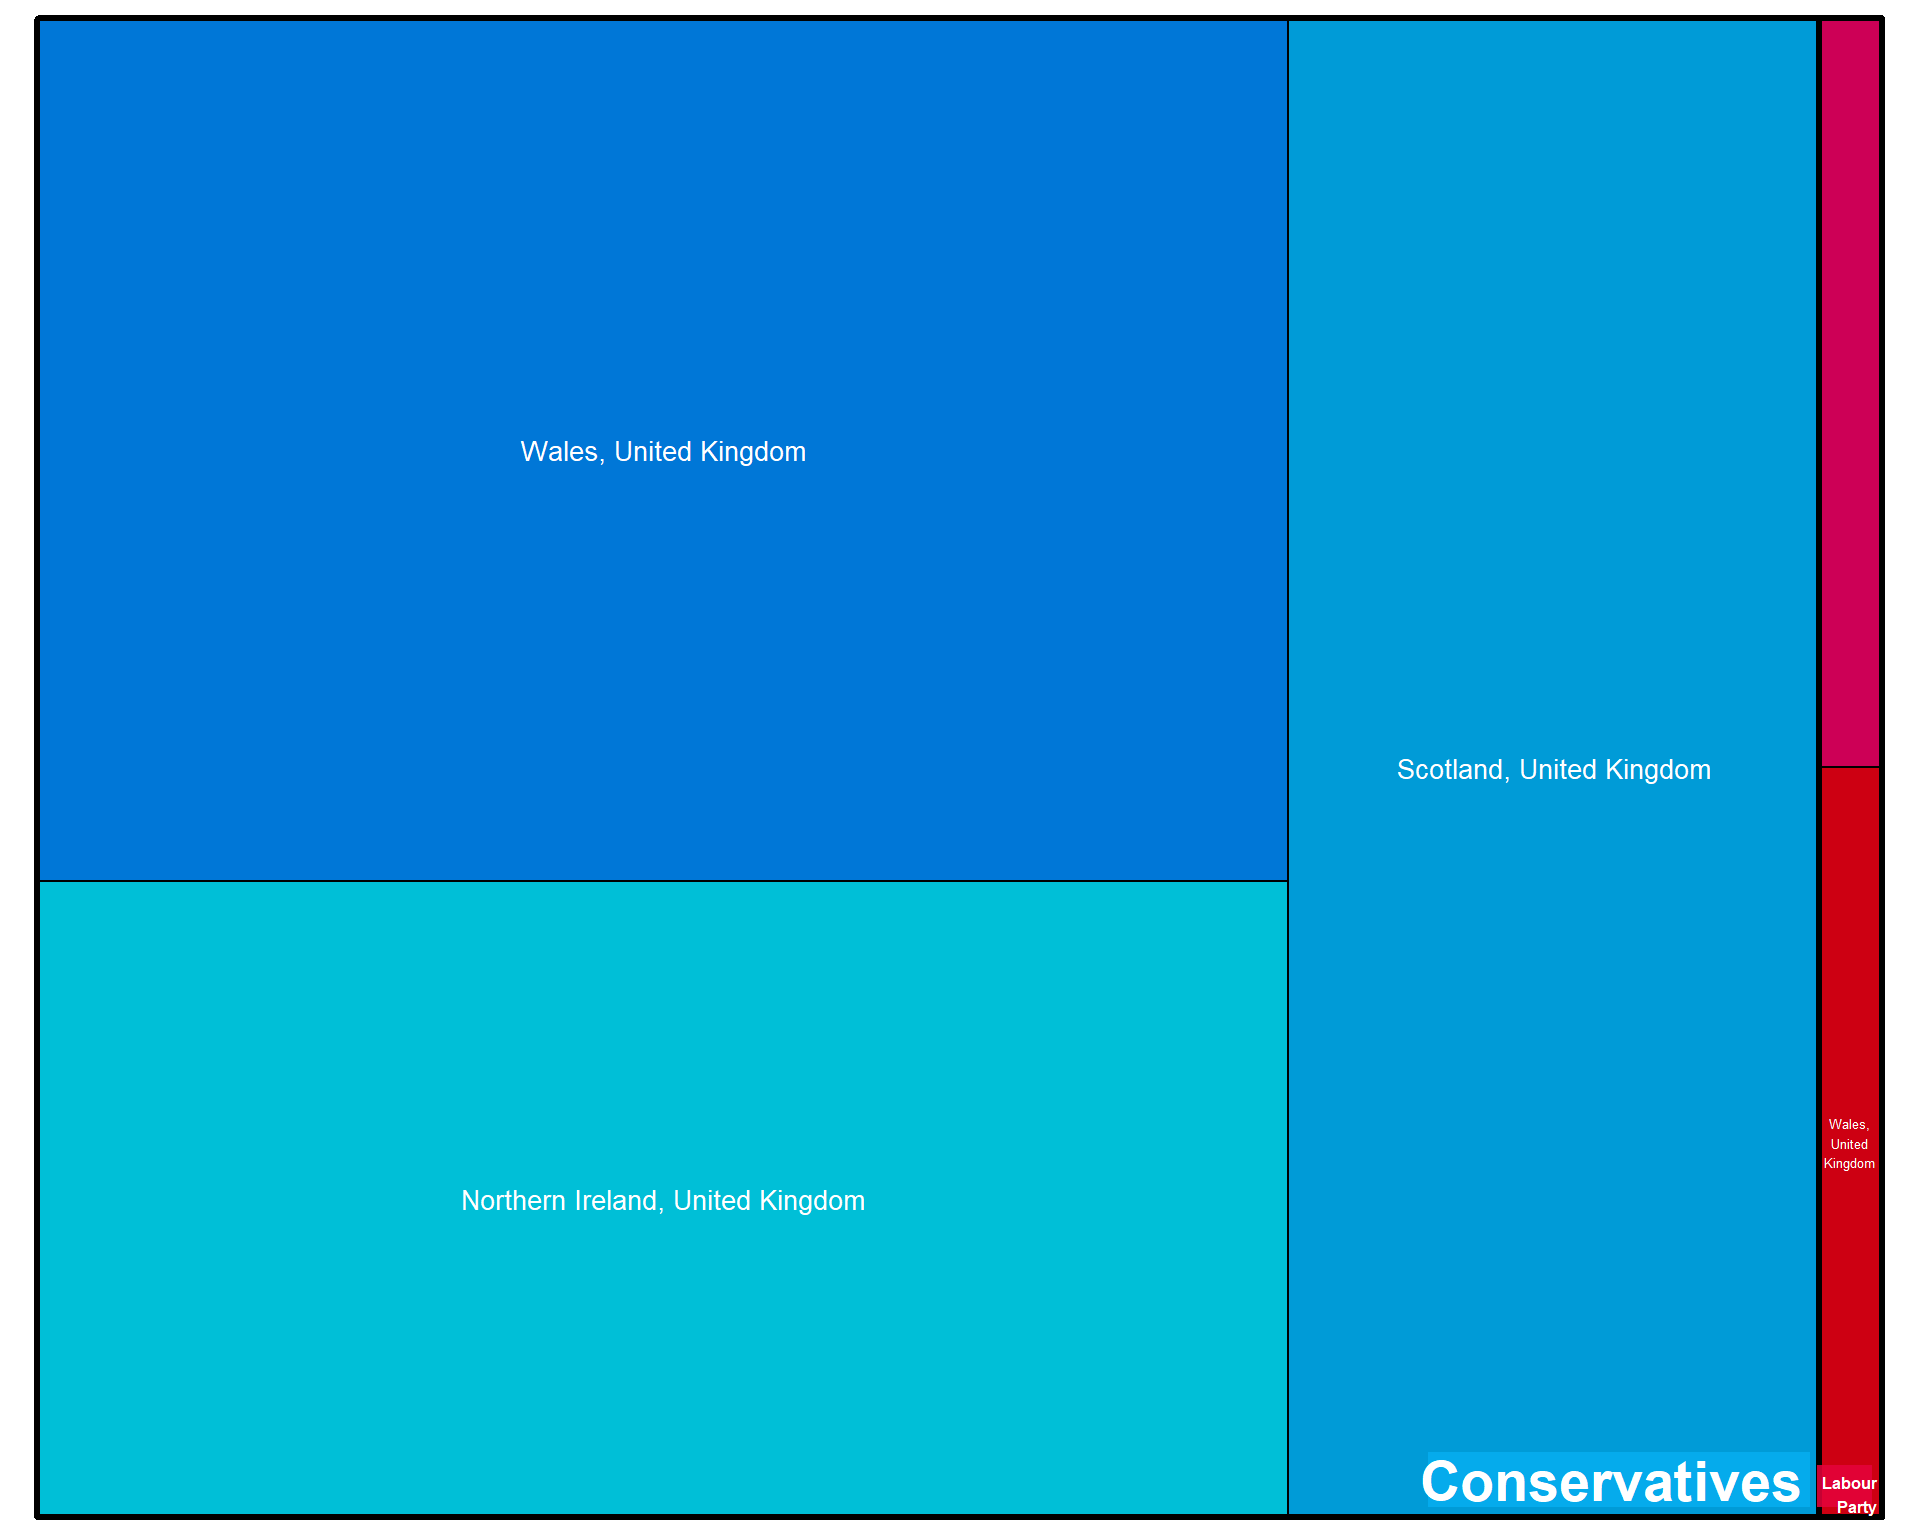 Wales, United Kingdom
Scotland, United Kingdom
Wales,
United
Kingdom
Northern Ireland, United Kingdom
Conservatives
Labour
Party